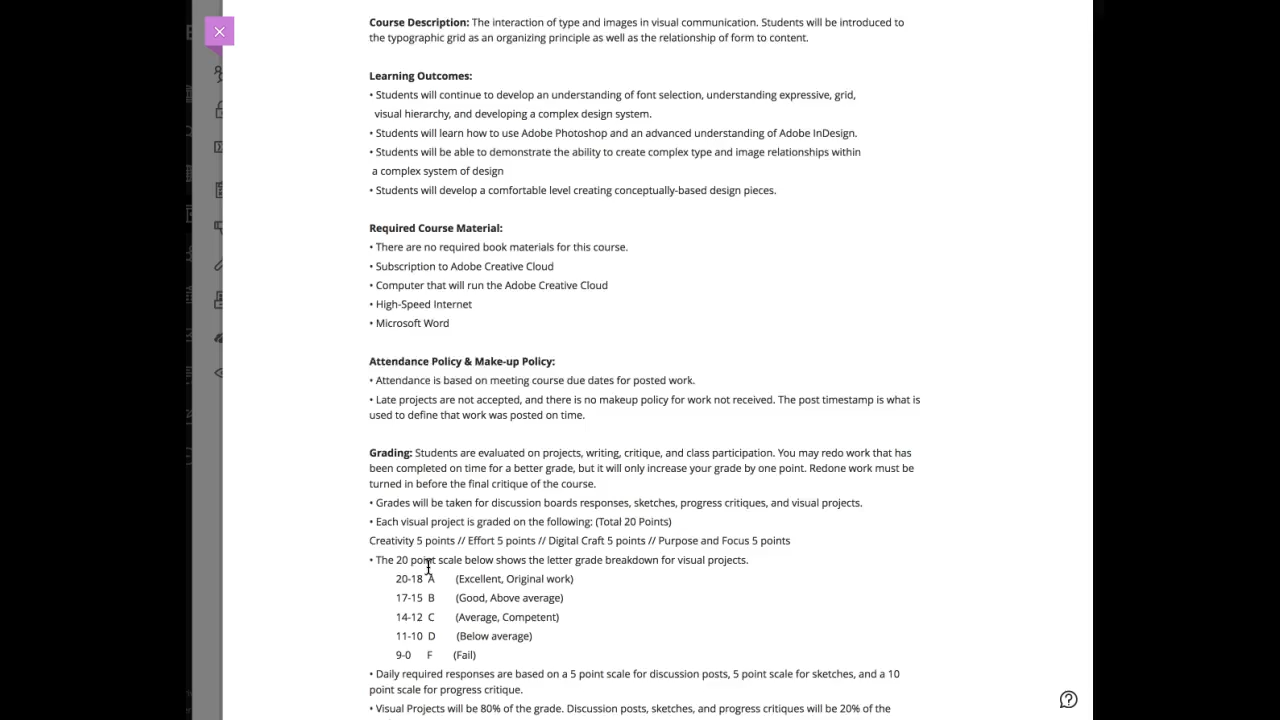 Course Description: The interaction of type and images in visual communication. Students will be introduced to
the typographic grid as an organizing principle as well as the relationship of form to content.
Learning Outcomes:
• Students will continue to develop an understanding of font selection, understanding expressive, grid,
visual hierarchy, and developing a complex design system.
• Students will learn how to use Adobe Photoshop and an advanced understanding of Adobe InDesign.
• Students will be able to demonstrate the ability to create complex type and image relationships within
a complex system of design
• Students will develop a comfortable level creating conceptually-based design pieces.
Required Course Material:
• There are no required book materials for this course.
• Subscription to Adobe Creative Cloud
• Computer that will run the Adobe Creative Cloud
• High-Speed Internet
• Microsoft Word
Attendance Policy & Make-up Policy:
• Attendance is based on meeting course due dates for posted work.
• Late projects are not accepted, and there is no makeup policy for work not received. The post timestamp is what is
used to define that work was posted on time.
Grading: Students are evaluated on projects, writing, critique, and class participation. You may redo work that has
been completed on time for a better grade, but it will only increase your grade by one point. Redone work must be
turned in before the final critique of the course.
• Grades will be taken for discussion boards responses, sketches, progress critiques, and visual projects.
• Each visual project is graded on the following: (Total 20 Points)
Creativity 5 points // Effort 5 points // Digital Craft 5 points // Purpose and Focus 5 points
• The 20 point scale below shows the letter grade breakdown for visual projects.
20-18 A (Excellent, Original work)
17-15 B (Good, Above average)
14-12 C (Average, Competent)
11-10 D (Below average)
9-0 F (Fail)
• Daily required responses are based on a 5 point scale for discussion posts, 5 point scale for sketches, and a 10
point scale for progress critique.
• Visual Projects will be 80% of the grade. Discussion posts, sketches, and progress critiques will be 20% of the